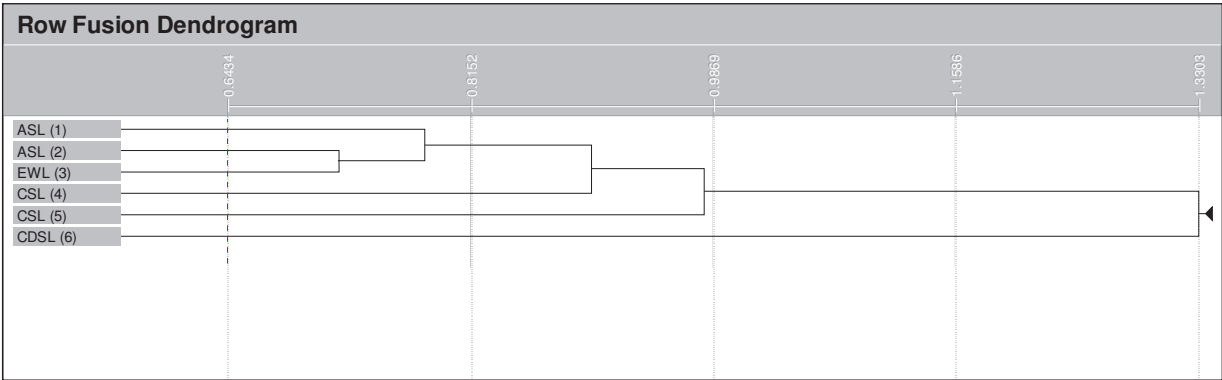 Row Fusion Dendrogram
0.6434
0.8152
0.9869
1.1586
1.3303
ASL (1)
ASL (2)
EWL (3)
CSL (4)
CSL (5)
CDSL (6)